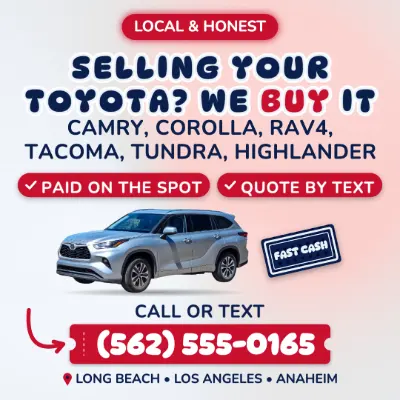 LOCAL & HONEST
SELLING YOUR
TOYOTA? WE BUY IT
CAMRY, COROLLA, RAV4,
TACOMA, TUNDRA, HIGHLANDER
PAID ON THE SPOT
QUOTE BY TEXT
FAST CASH
CALL OR TEXT
(562) 555-0165
LONG BEACH • LOS ANGELES • ANAHEIM